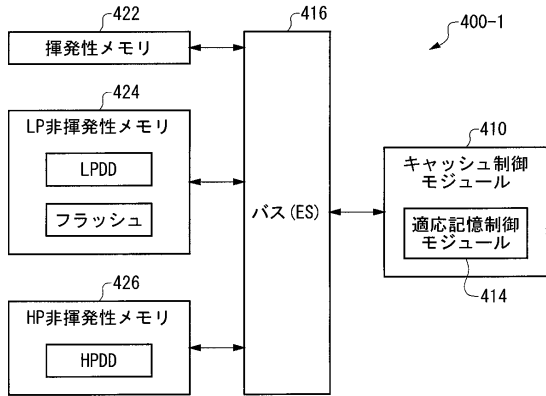 422
揮発性メモリ
424
LP非揮発性メモリ
LPDD
フラッシュ
426
HP非揮発性メモリ
HPDD
416
バス(ES)
400-1
410
キャッシュ制御
モジュール
適応記憶制御
モジュール
414